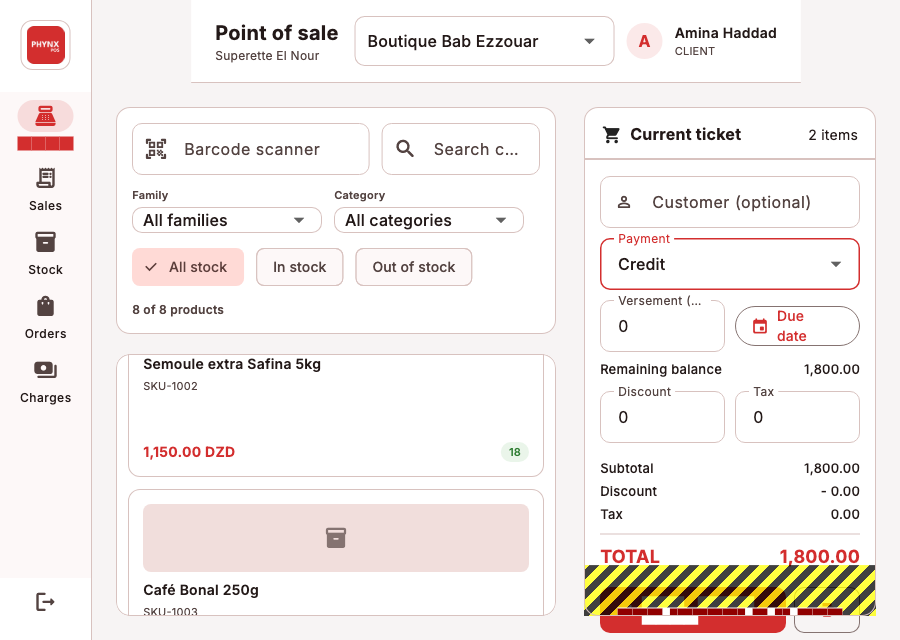 PHYNX
POS
Sales
Stock
Orders
Charges
Point of sale
Superette El Nour
Boutique Bab Ezzouar
A
Amina Haddad
CLIENT
Barcode scanner
Search c...
Family
Category
All families
All categories
All stock
In stock
Out of stock
8 of 8 products
Semoule extra Safina 5kg
SKU-1002
1,150.00 DZD
18
Café Bonal 250g
SKU-1003
Current ticket
2 items
Customer (optional)
Payment
Credit
Versement (...
0
Due
date
Remaining balance
1,800.00
Discount
0
Tax
0
Subtotal
1,800.00
Discount
- 0.00
Tax
0.00
TOTAL
1,800.00